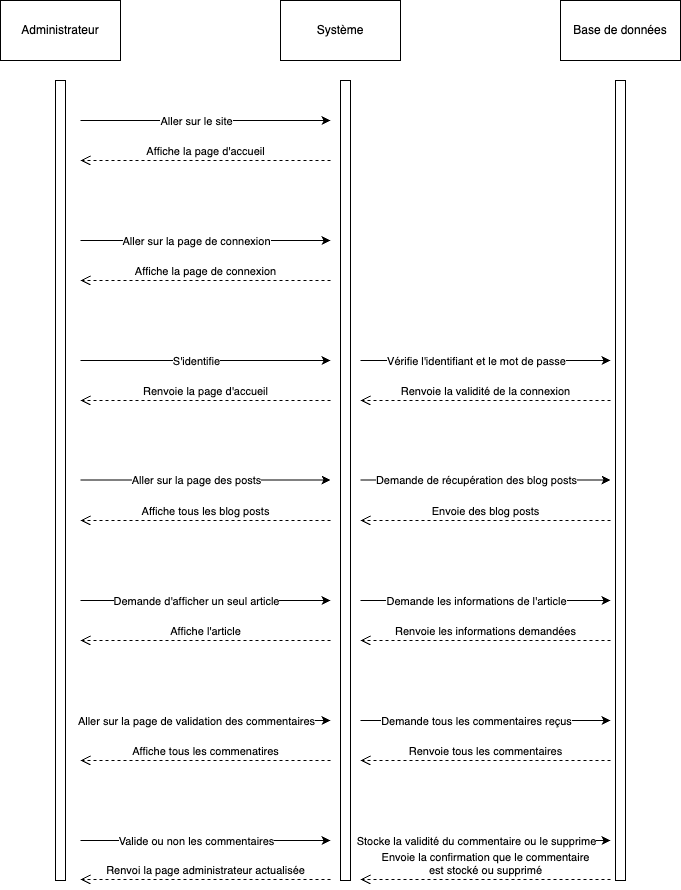 Administrateur
Système
Base de données
Aller sur le site
Affiche la page d'accueil
Aller sur la page de connexion
Affiche la page de connexion
S'identifie
Vérifie l'identifiant et le mot de passe
Renvoie la page d'accueil
Renvoie la validité de la connexion
Aller sur la page des posts
Demande de récupération des blog posts
Affiche tous les blog posts
Envoie des blog posts
Demande d'afficher un seul article
Demande les informations de l'article
Affiche l'article
Renvoie les informations demandées
Aller sur la page de validation des commentaires
Demande tous les commentaires reçus
Affiche tous les commenatires
Renvoie tous les commentaires
Valide ou non les commentaires
Stocke la validité du commentaire ou le supprime
Renvoi la page administrateur actualisée
Envoie la confirmation que le commentaire
est stocké ou supprimé